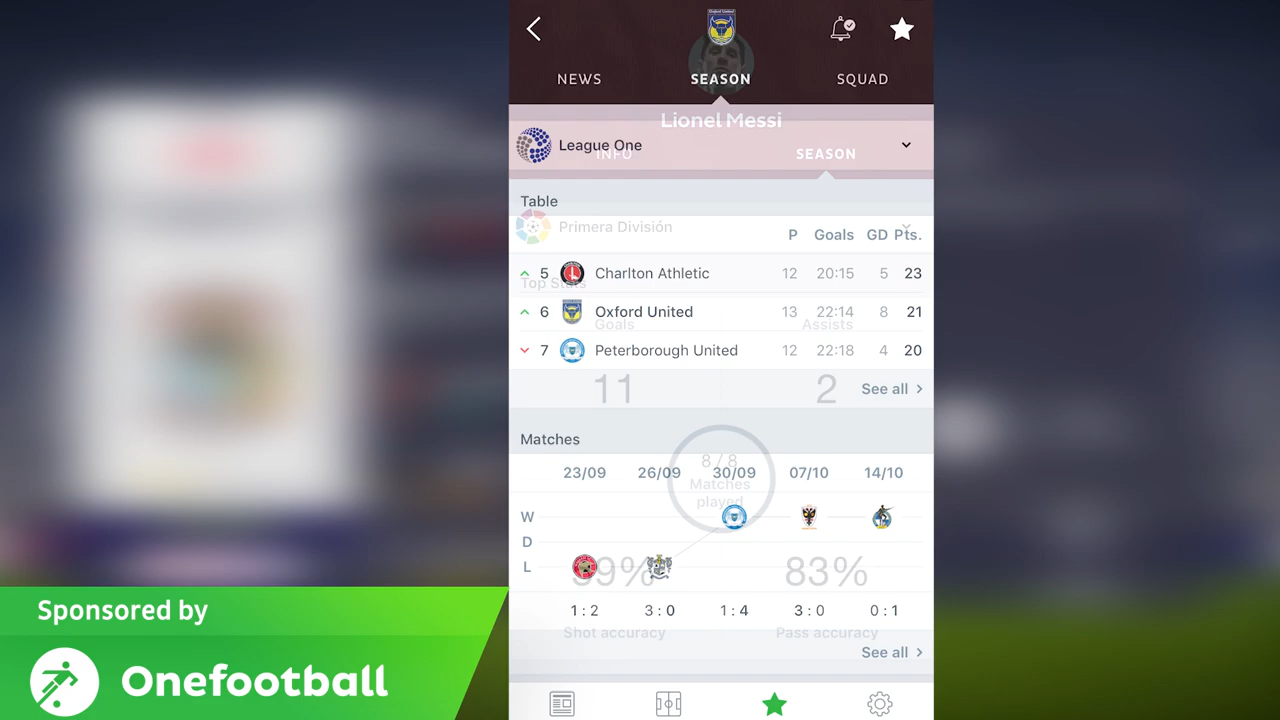 Oxford United
NEWS SEASON SQUAD
Lionel Messi
League One
INFO SEASON
Table
Primera División
P Goals GD Pts.
5 Charlton Athletic 12 20:15 5 23
Top Stats
6 Oxford United 13 22:14 8 21
Goals Assists
7 Peterborough United 12 22:18 4 20
11 2 See all >
Matches
8 / 8
23/09 26/09 30/09 07/10 14/10
Matches
played
W
D
L
83%
1 : 2 3 : 0 1 : 4 3 : 0 0 : 1
Shot accuracy Pass accuracy
See all >
Sponsored by
Onefootball